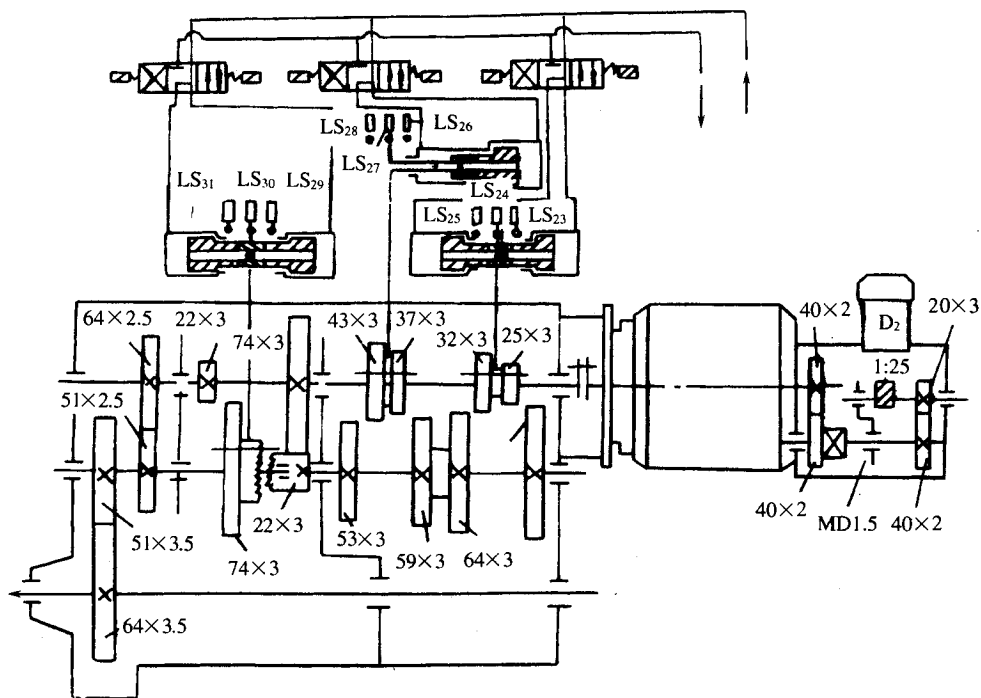 LS₂₈
LS₂₆
LS₂₇
LS₃₁
LS₃₀
LS₂₉
LS₂₄
LS₂₅
LS₂₃
64×2.5
22×3
74×3
43×3
37×3
32×3
25×3
40×2
D₂
20×3
1:25
51×2.5
51×3.5
74×3
22×3
53×3
59×3
64×3
40×2
MD1.5
40×2
64×3.5